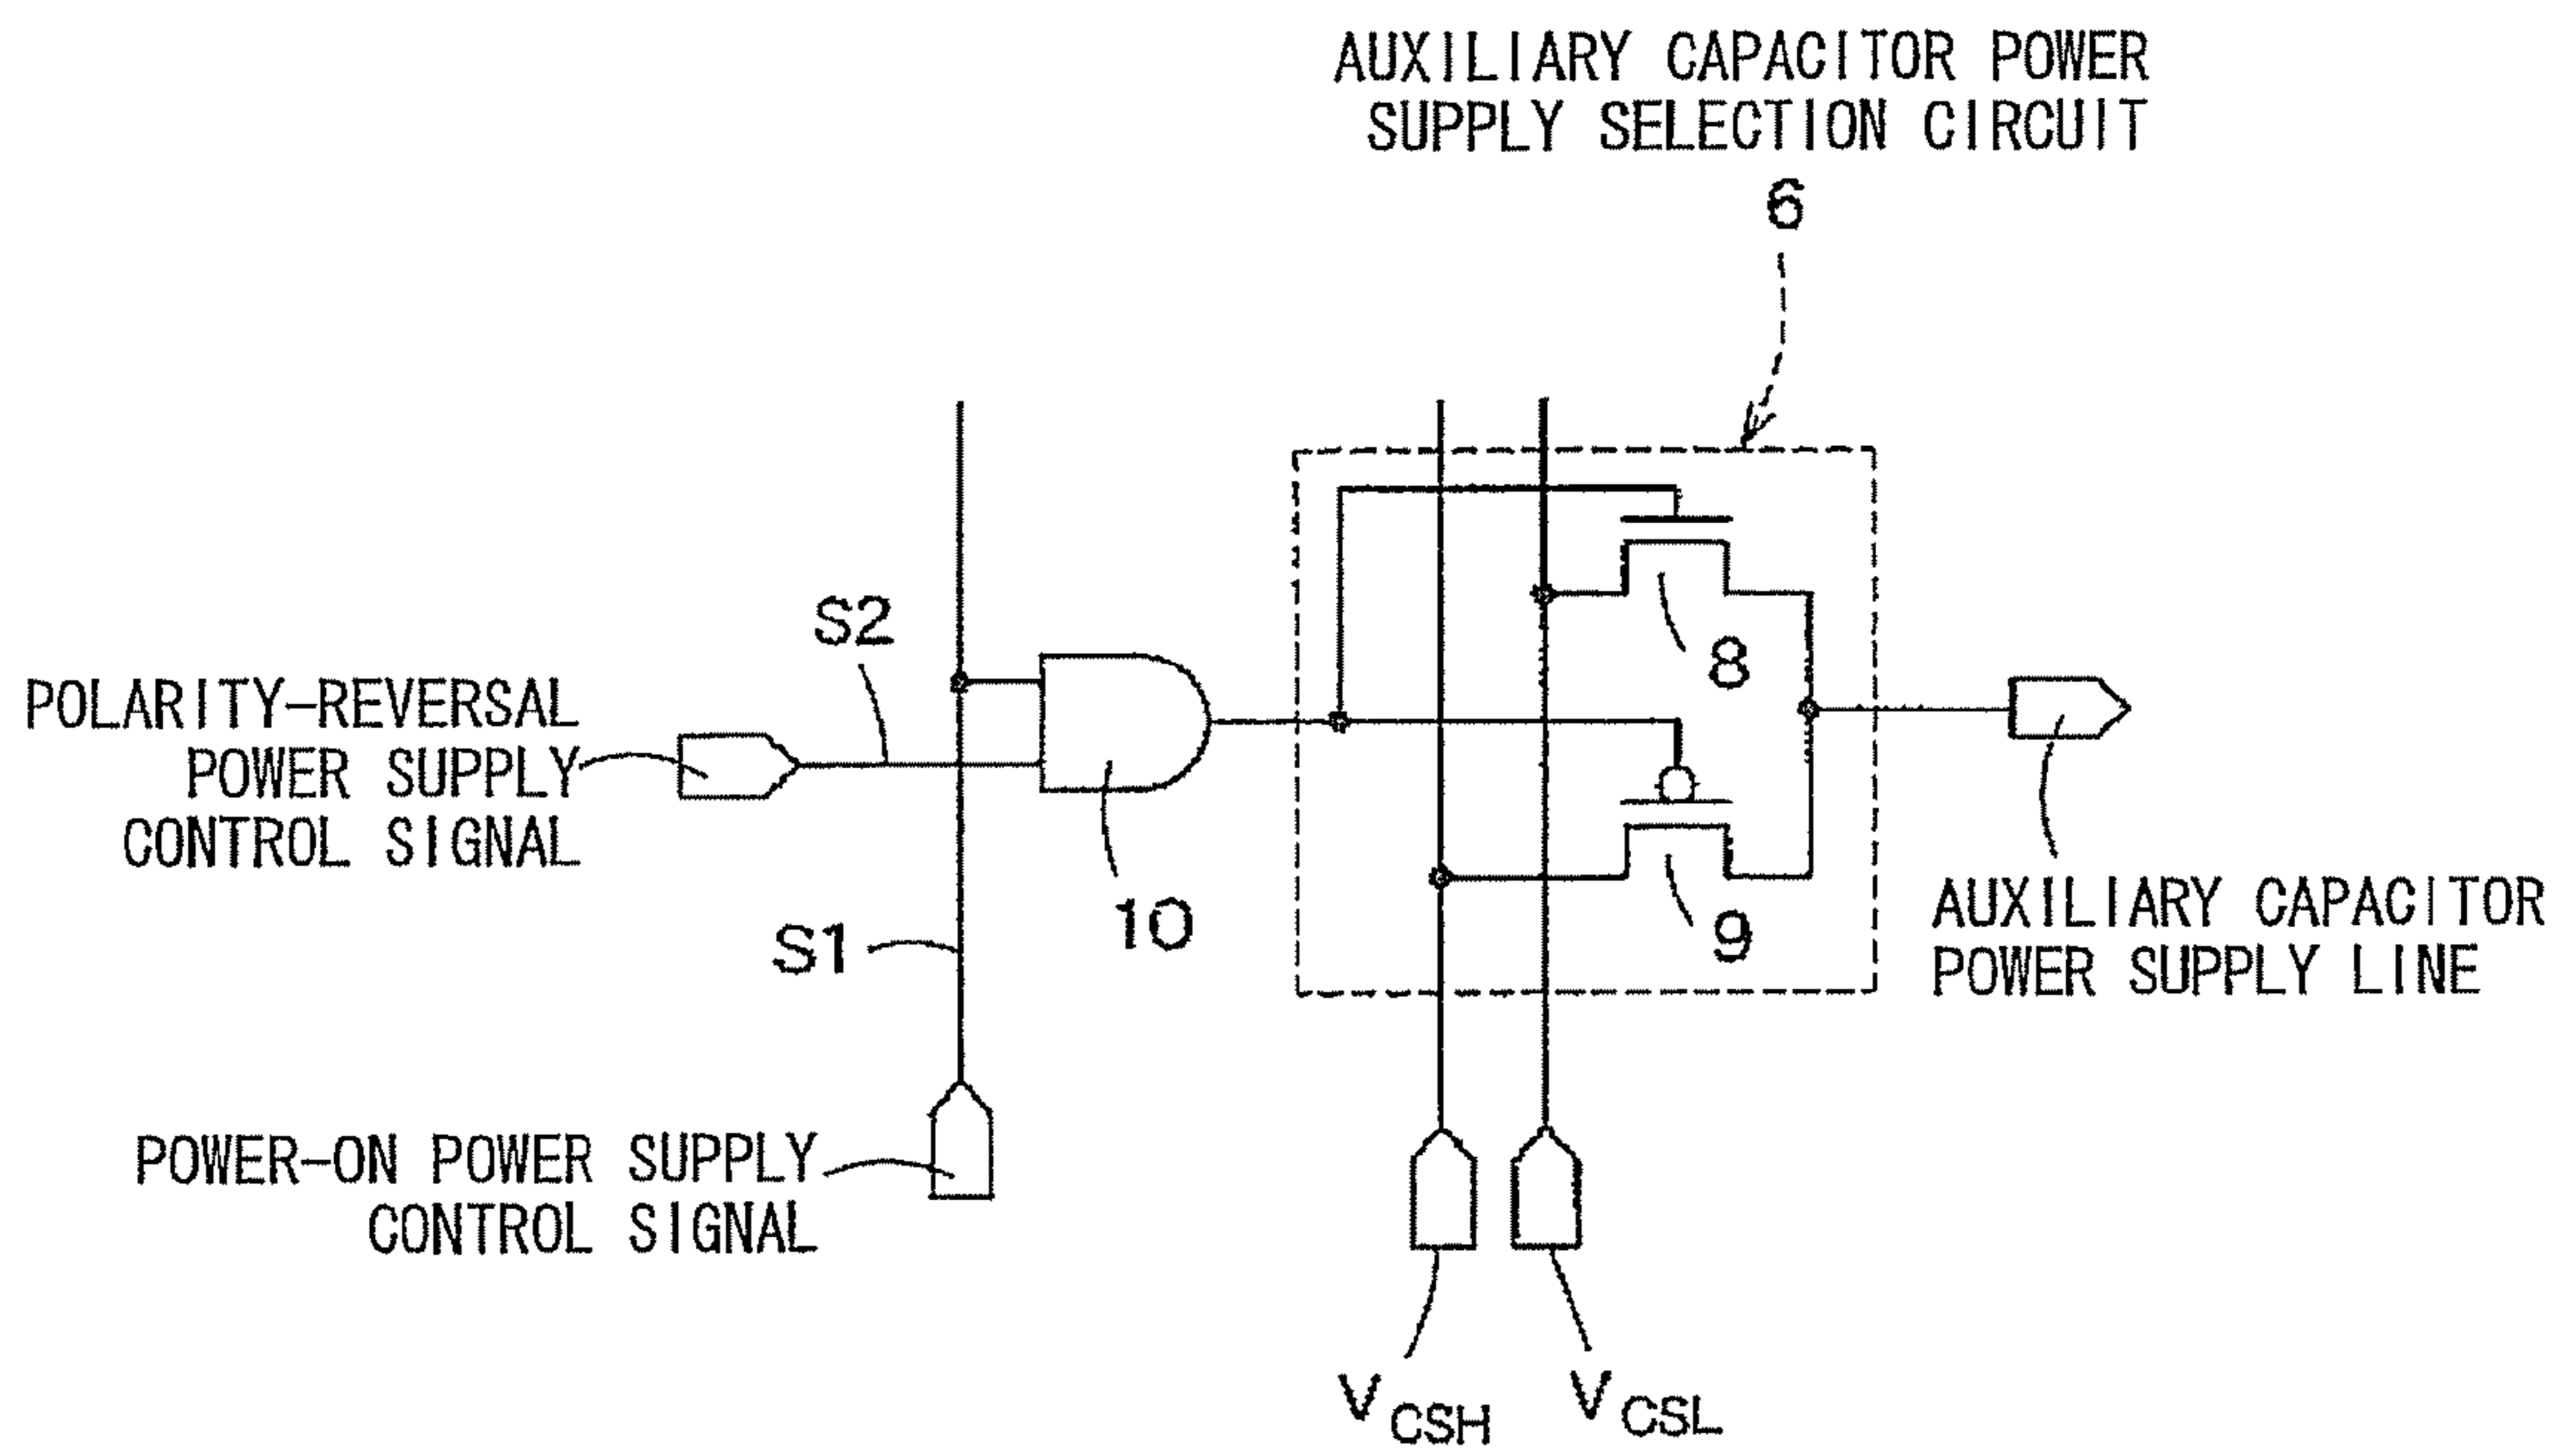 AUXILIARY CAPACITOR POWER
SUPPLY SELECTION CIRCUIT
6
S2
8
POLARITY-REVERSAL
POWER SUPPLY
CONTROL SIGNAL
10
9
S1
AUXILIARY CAPACITOR
POWER SUPPLY LINE
POWER-ON POWER SUPPLY
CONTROL SIGNAL
VCSH
VCSL